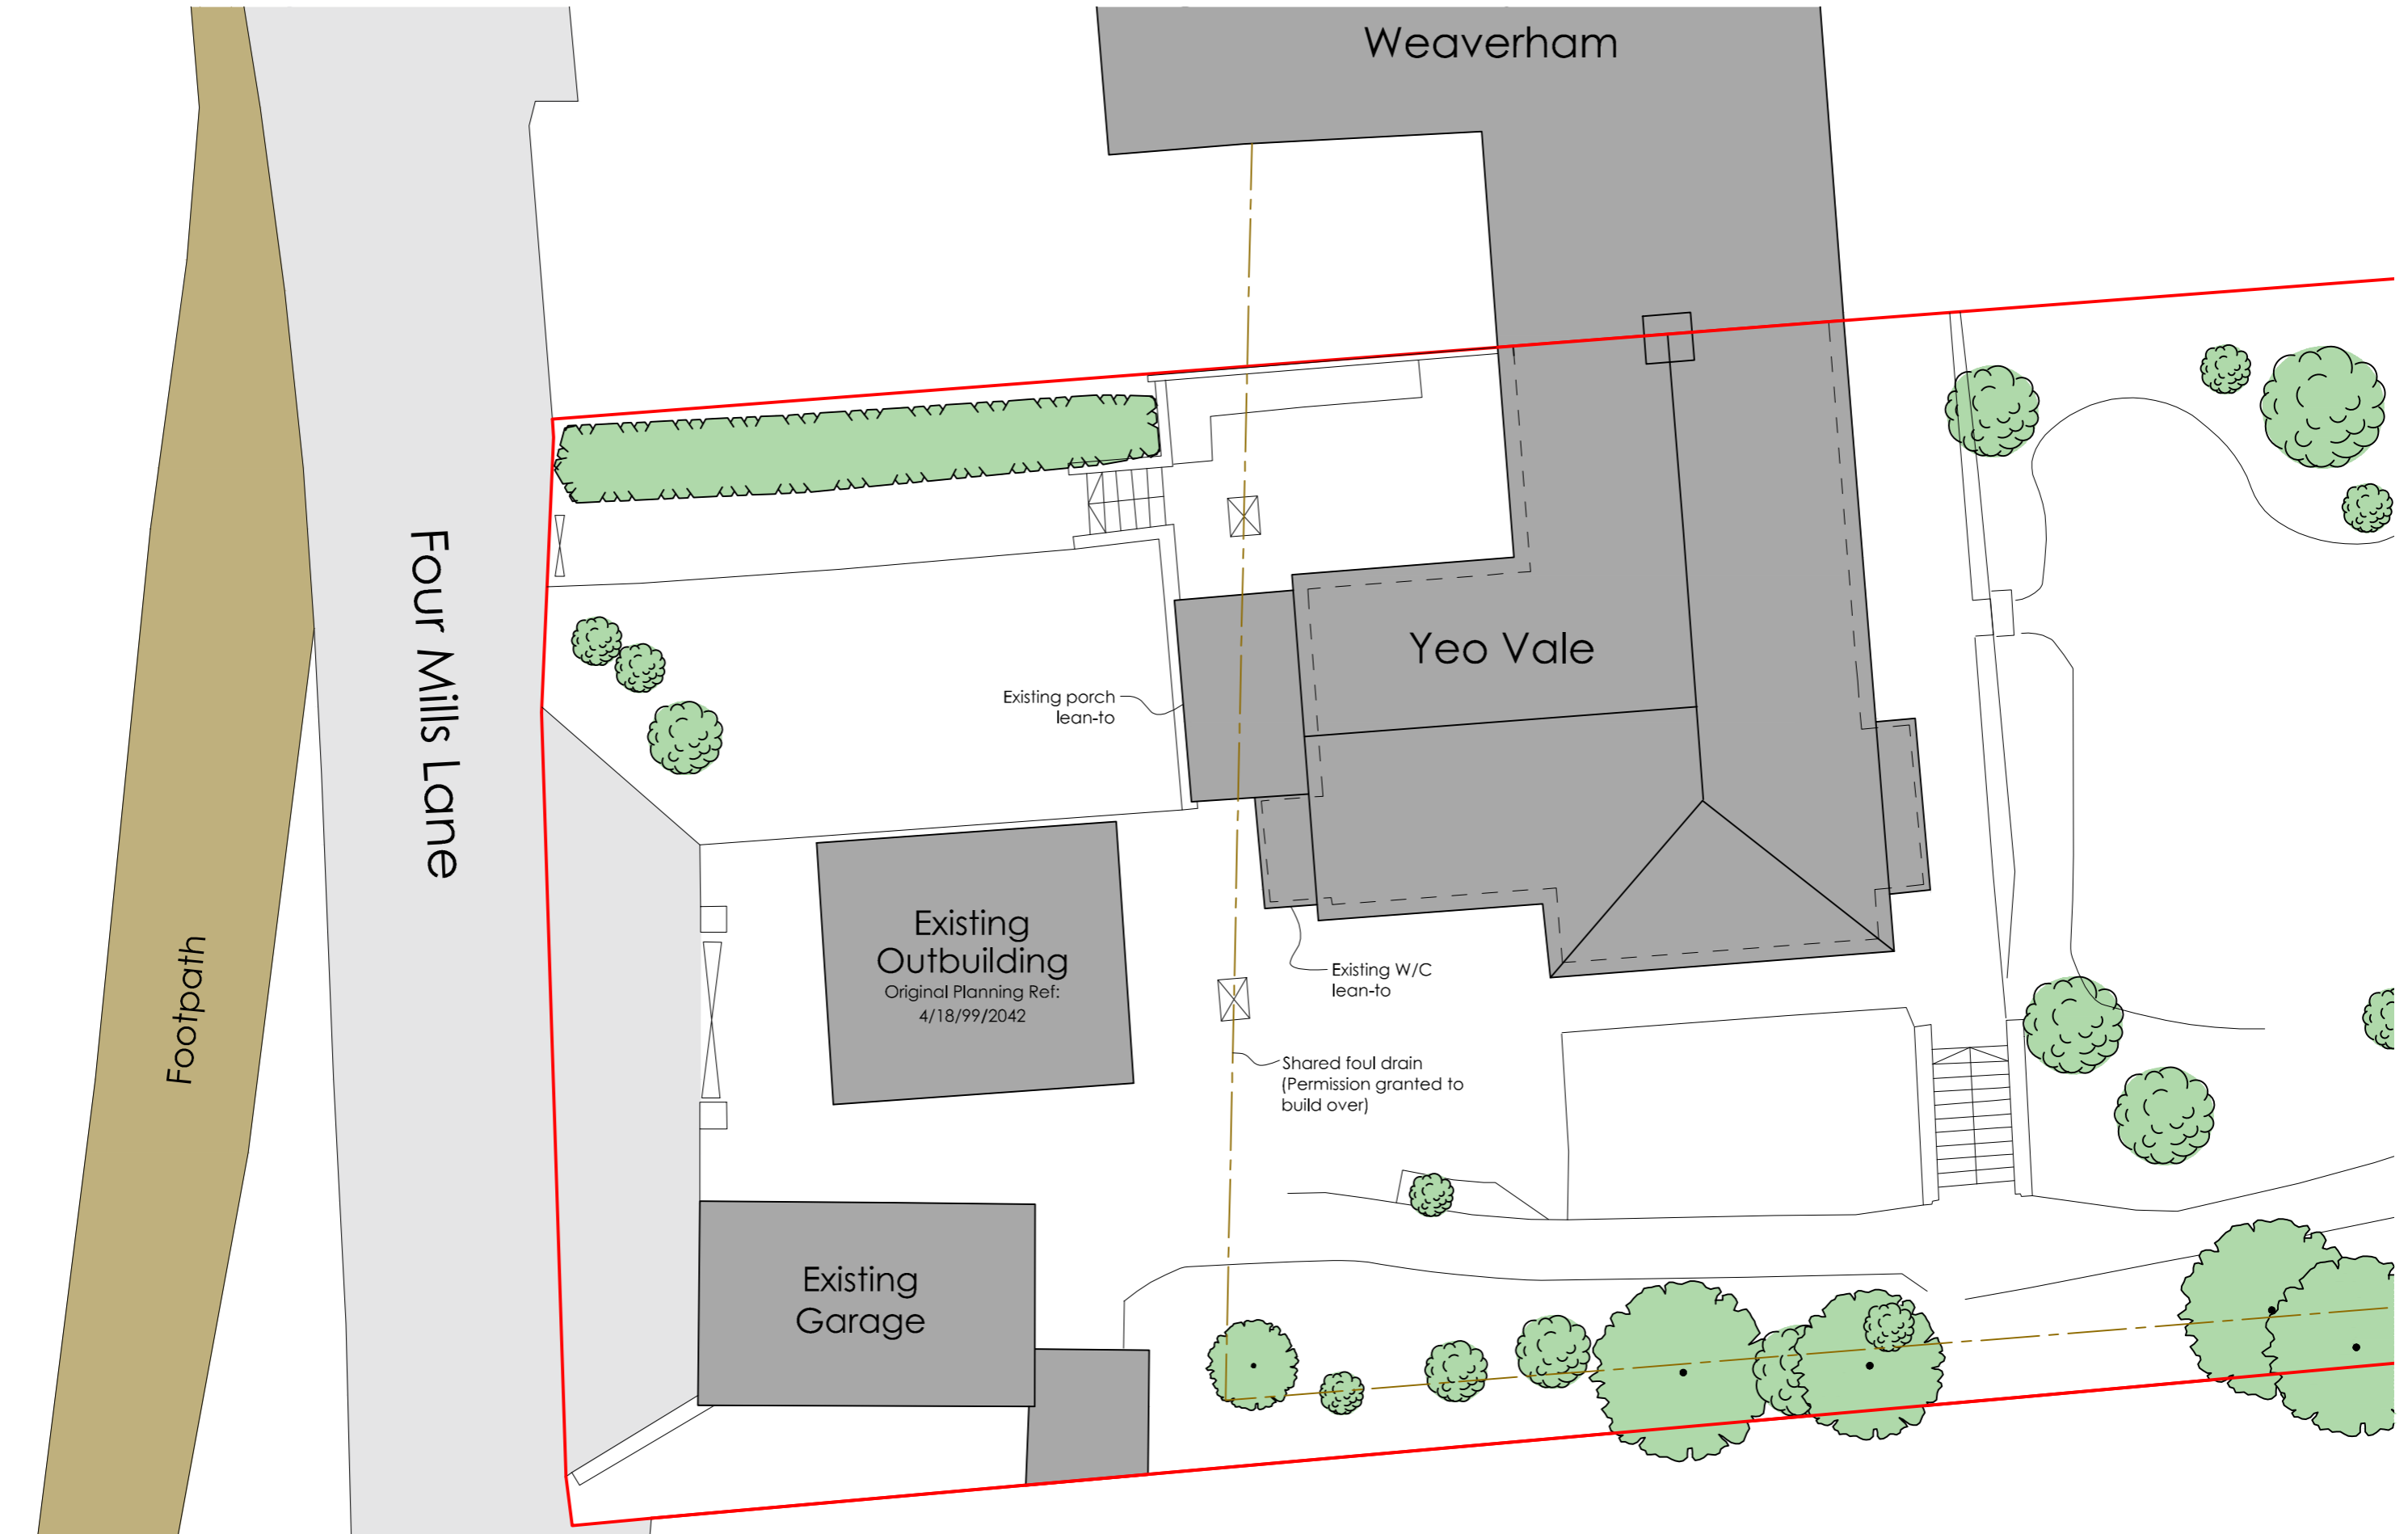 Weaverham
Four Mills Lane
Yeo Vale
Existing porch
lean-to
Existing
Outbuilding
Original Planning Ref:
4/18/99/2042
Existing W/C
lean-to
Footpath
Shared foul drain
(Permission granted to
build over)
Existing
Garage